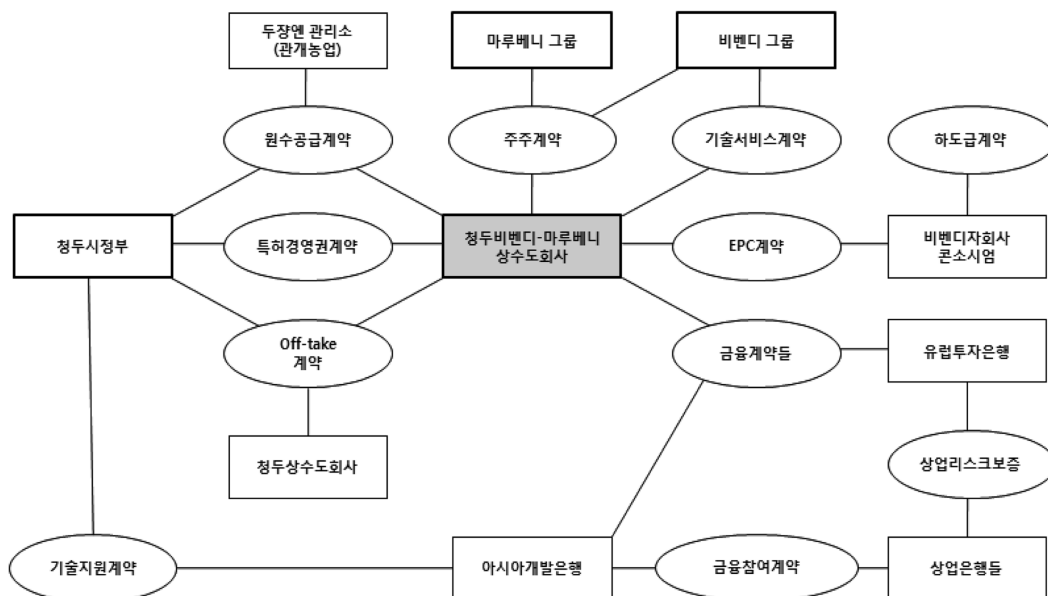 두쟝옌 관리소
(관개농업)
마루베니 그룹
비벤디 그룹
원수공급계약
주주계약
기술서비스계약
하도급계약
청두시정부
특허경영권계약
청두비벤디-마루베니
상수도회사
EPC계약
비벤디자회사
콘소시엄
Off-take
계약
금융계약들
유럽투자은행
청두상수도회사
상업리스크보증
기술지원계약
아시아개발은행
금융참여계약
상업은행들